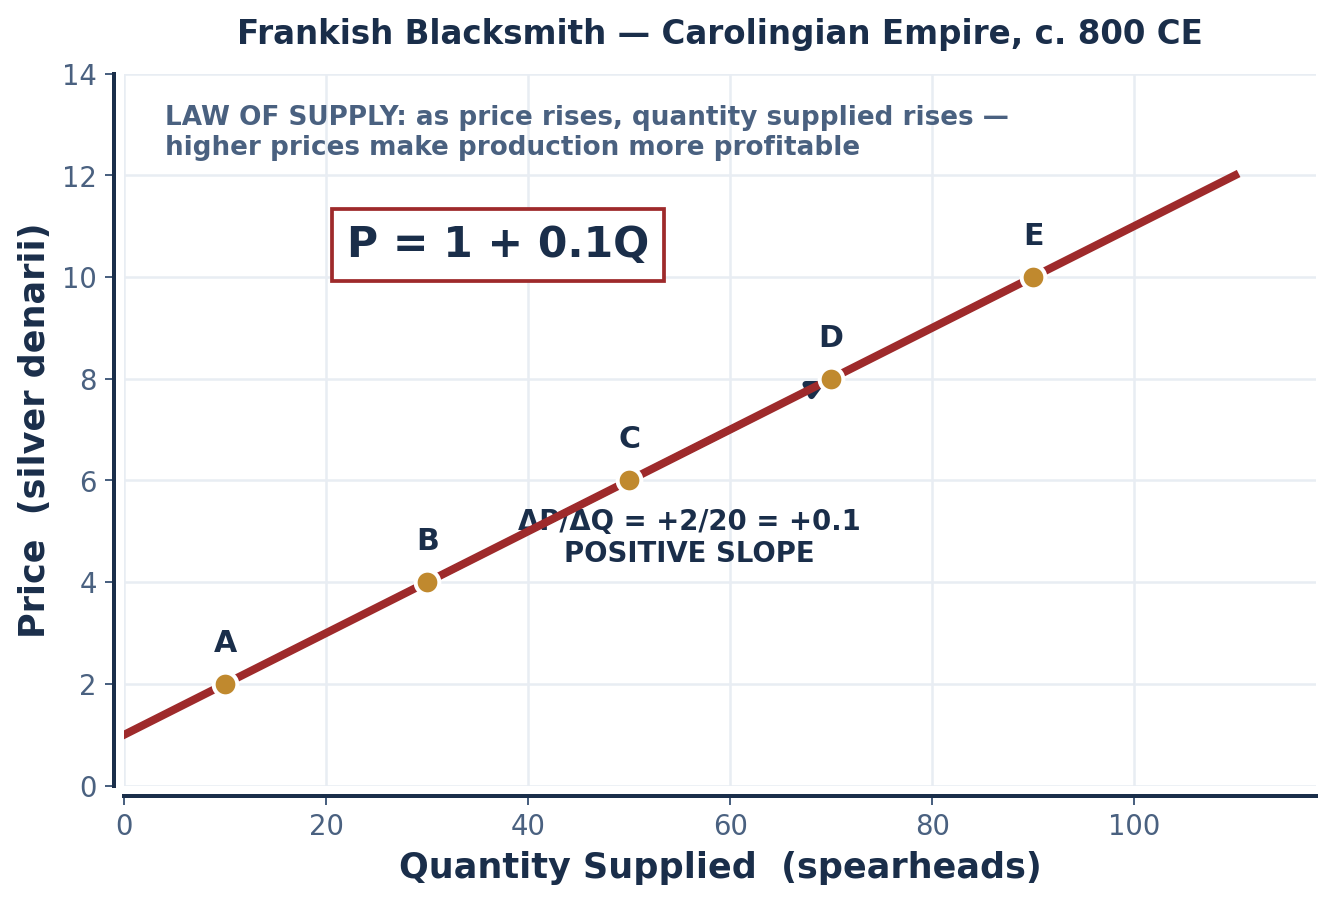 Frankish Blacksmith — Carolingian Empire, c. 800 CE
LAW OF SUPPLY: as price rises, quantity supplied rises —
higher prices make production more profitable
P = 1 + 0.1Q
Price (silver denarii)
14
12
10
8
6
4
2
0
A
B
C
D
E
ΔP/ΔQ = +2/20 = +0.1
POSITIVE SLOPE
0
20
40
60
80
100
Quantity Supplied (spearheads)